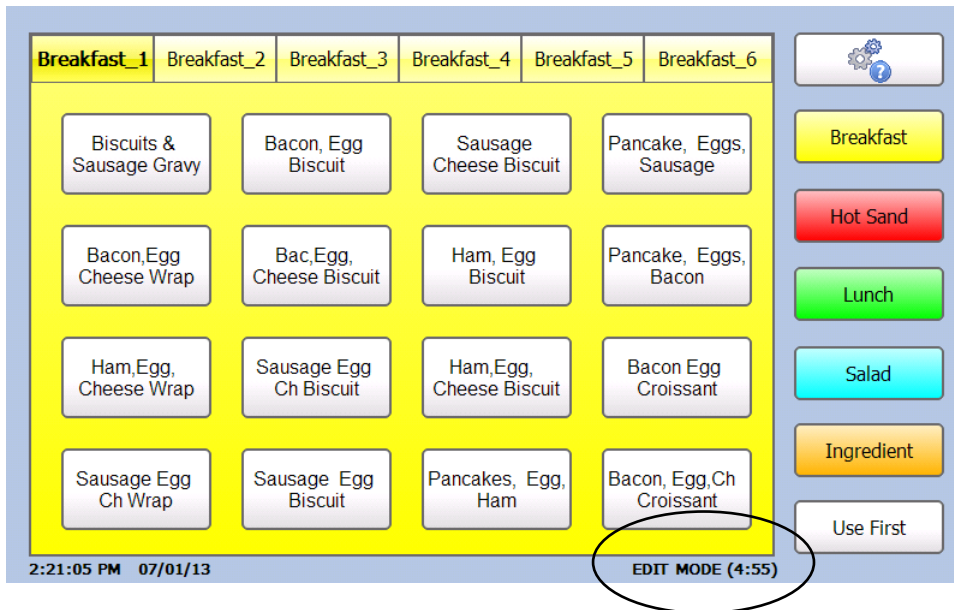 Breakfast_1 Breakfast_2 Breakfast_3 Breakfast_4 Breakfast_5 Breakfast_6
?
Biscuits &
Sausage Gravy
Bacon, Egg
Biscuit
Sausage
Cheese Biscuit
Pancake, Eggs,
Sausage
Bacon,Egg
Cheese Wrap
Bac,Egg,
Cheese Biscuit
Ham, Egg
Biscuit
Pancake, Eggs,
Bacon
Ham,Egg,
Cheese Wrap
Sausage Egg
Ch Biscuit
Ham,Egg,
Cheese Biscuit
Bacon Egg
Croissant
Sausage Egg
Ch Wrap
Sausage Egg
Biscuit
Pancakes, Egg,
Ham
Bacon, Egg,Ch
Croissant
Breakfast
Hot Sand
Lunch
Salad
Ingredient
Use First
2:21:05 PM 07/01/13
EDIT MODE (4:55)